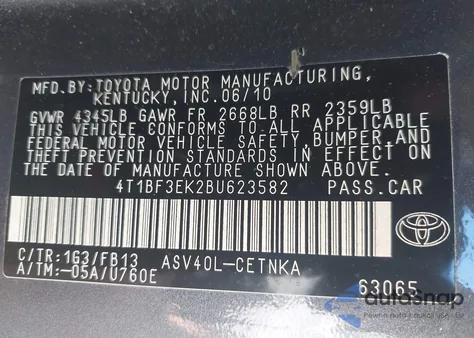 MFD.BY:TOYOTA MOTOR MANUFACTURING,
KENTUCKY, INC.06/10
GVWR 4345LB GAWR FR 2668LB RR 2359LB
THIS VEHICLE CONFORMS TO ALL APPLICABLE
FEDERAL MOTOR VEHICLE SAFETY, BUMPER,AND
THEFT PREVENTION STANDARDS IN EFFECT ON
THE DATE OF MANUFACTURE SHOWN ABOVE.
4T1BF3EK2BU623582 PASS.CAR
C/TR:1G3/FB13 ASV40L-CETNKA
A/TM:-05A/U760E
63065
autoSnap